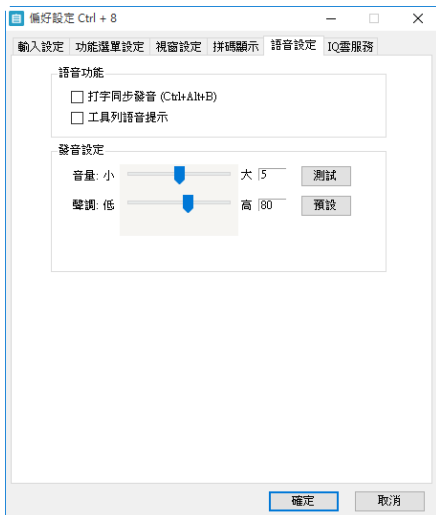 偏好設定 Ctrl + 8
輸入設定 功能選單設定 視窗設定 拼碼顯示 語音設定 IQ雲服務
語音功能
打字同步發音 (Ctrl+Alt+B)
工具列語音提示
發音設定
音量: 小 大 5 測試
聲調: 低 高 80 預設
確定 取消